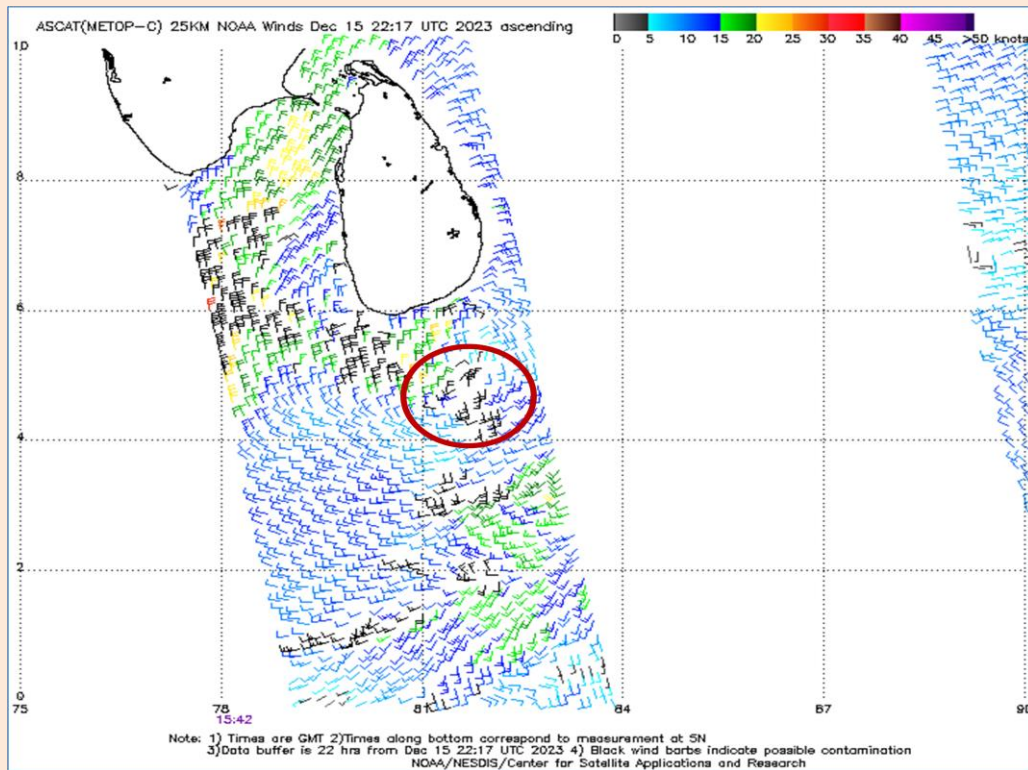 ASCAT(METOP-C) 25KM NOAA Winds Dec 15 22:17 UTC 2023 ascending
0 5 10 15 20 25 30 35 40 45 >50 knots
10
8
6
4
2
0
75 78 81 84 87 90
15:42
Note: 1) Times are GMT 2)Times along bottom correspond to measurement at 5N
3)Data buffer is 22 hrs from Dec 15 22:17 UTC 2023 4) Black wind barbs indicate possible contamination
NOAA/NESDIS/Center for Satellite Applications and Research